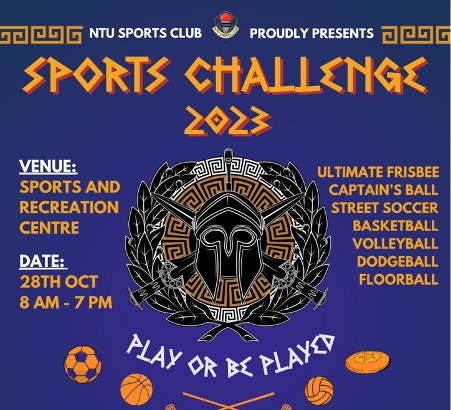 NTU SPORTS CLUB PROUDLY PRESENTS
SPORTS CHALLENGE
2023
VENUE:
SPORTS AND
RECREATION
CENTRE
DATE:
28TH OCT
8 AM - 7 PM
ULTIMATE FRISBEE
CAPTAIN'S BALL
STREET SOCCER
BASKETBALL
VOLLEYBALL
DODGEBALL
FLOORBALL
PLAY OR BE PLAYED